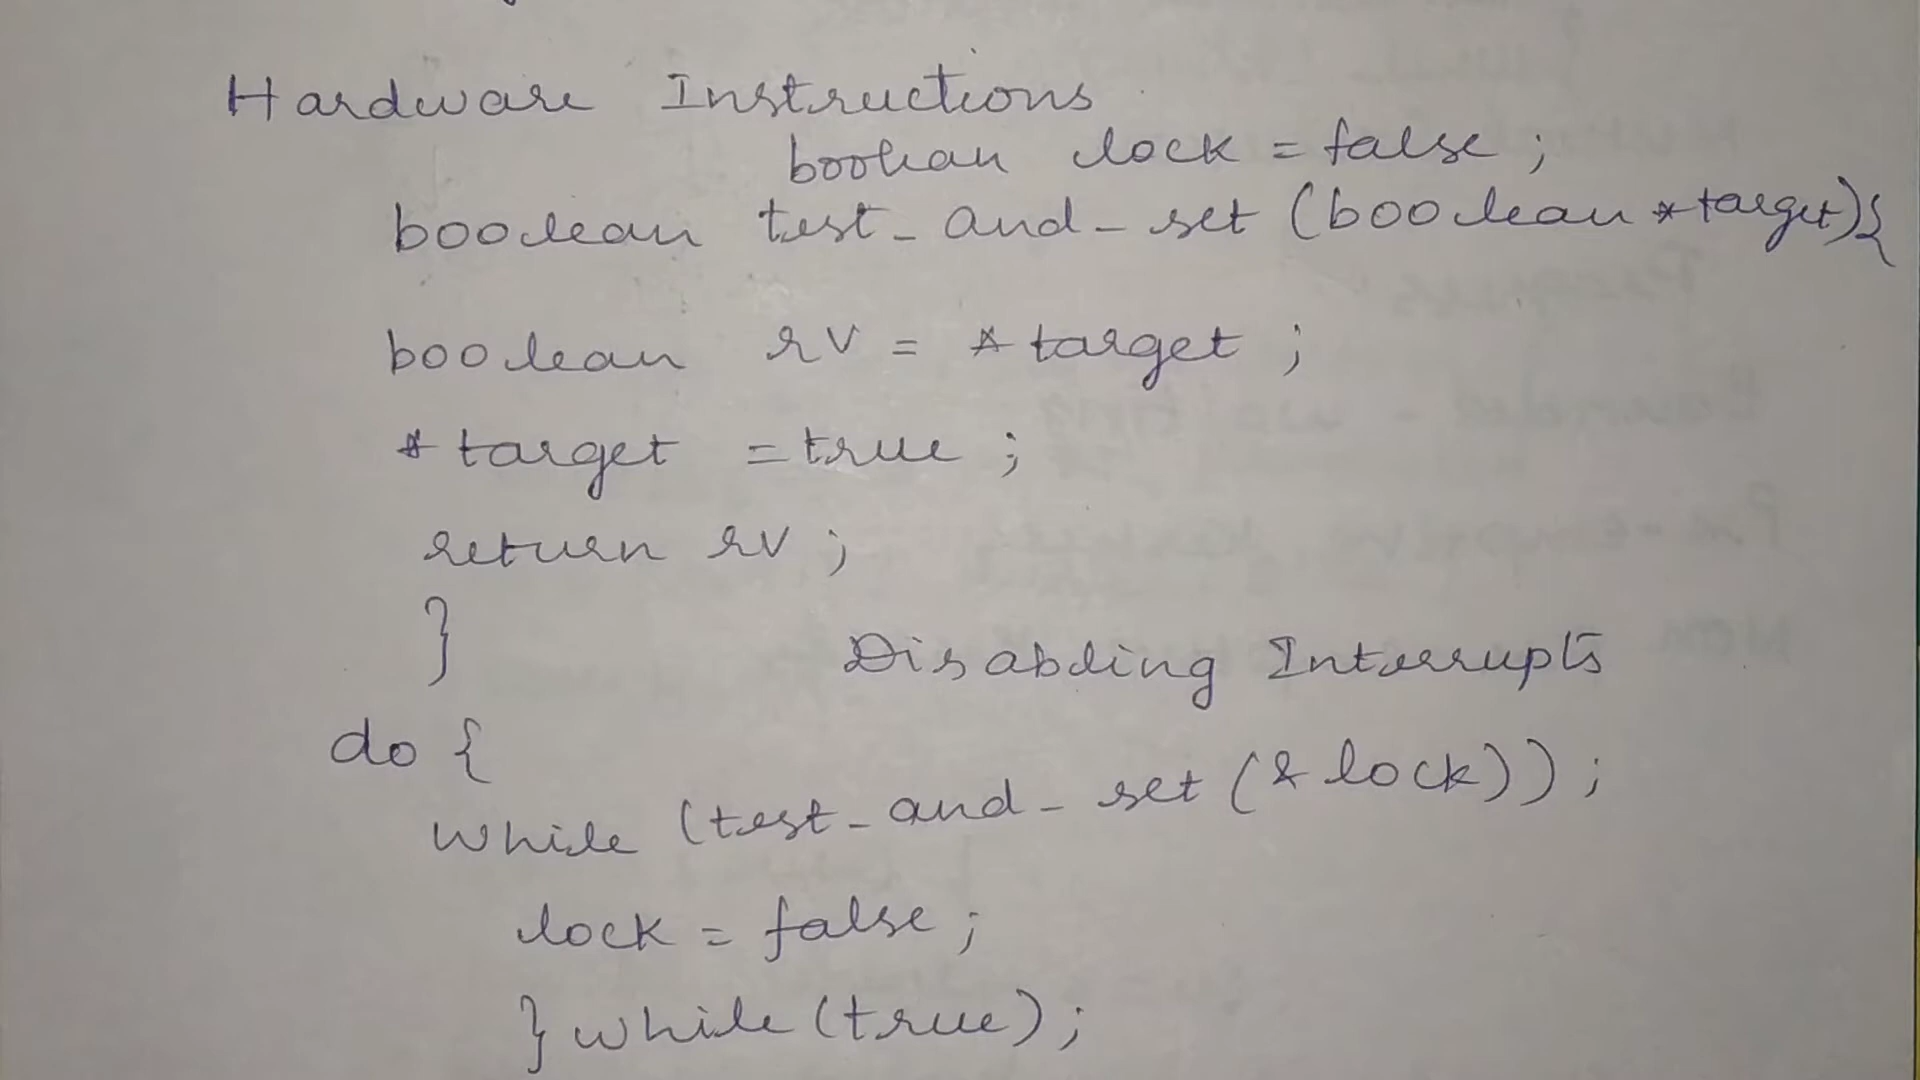 Hardware Instructions
boolean lock = false;
boolean test_and_set (boolean *target){
boolean rv = *target;
*target = true;
return rv;
}
Disabling Interrupts
do {
while (test_and_set (& lock));
lock = false;
} while (true);